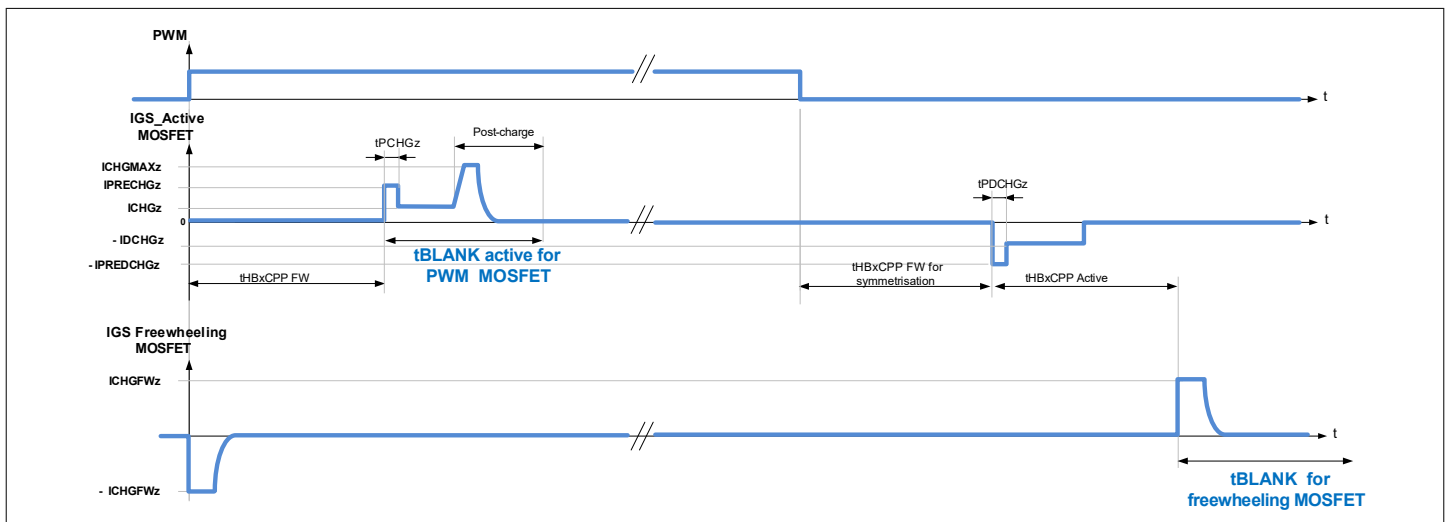 PWM
t
IGS_Active
MOSFET
tPCHGz
Post-charge
ICHGMAXz
IPRECHGz
ICHGz
0
- IDCHGz
- IPREDCHGz
tPDCHGz
t
tBLANK active for
PWM MOSFET
tHBxCPP FW
tHBxCPP FW for
symmetrisation
tHBxCPP Active
IGS Freewheeling
MOSFET
ICHGFWz
t
- ICHGFWz
tBLANK for
freewheeling MOSFET